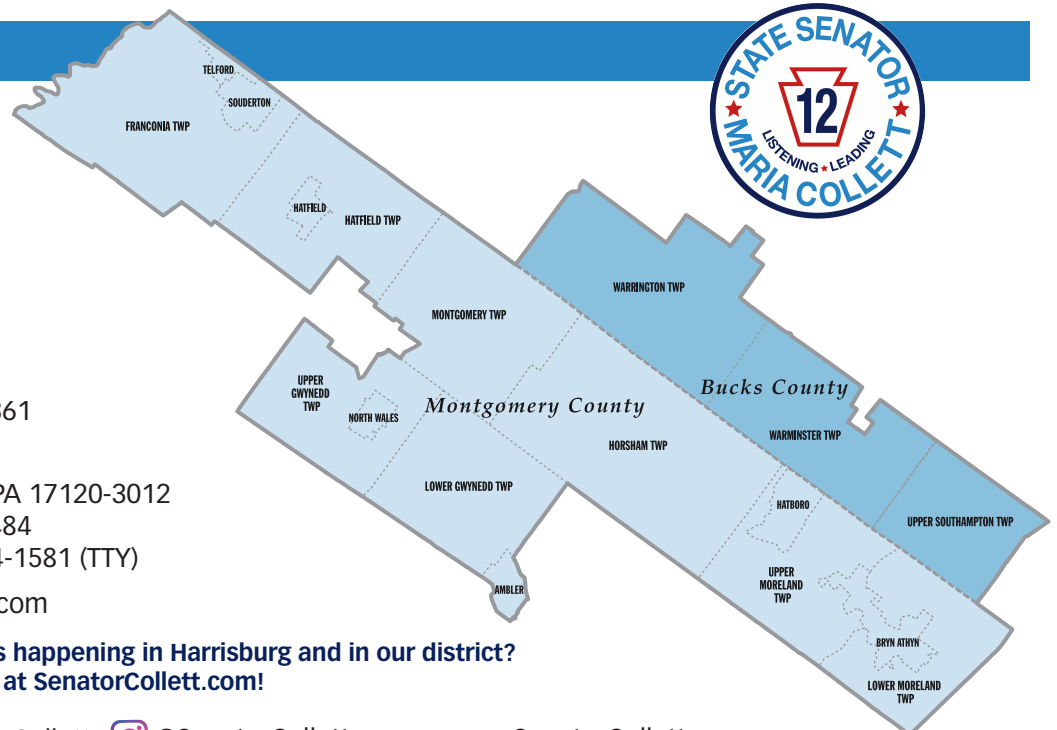 STATE SENATOR
12
LISTENING ★ LEADING
MARIA COLLETT
TELFORD
SOUDERTON
FRANCONIA TWP
HATFIELD
HATFIELD TWP
WARRINGTON TWP
MONTGOMERY TWP
UPPER
GWYNEDD
TWP
NORTH WALES
Montgomery County
Bucks County
WARMINSTER TWP
HORSHAM TWP
LOWER GWYNEDD TWP
HATBORO
UPPER SOUTHAMPTON TWP
UPPER
MORELAND
TWP
AMBLER
BRYN ATHYN
LOWER MORELAND
TWP
361
PA 17120-3012
484
4-1581 (TTY)
com
s happening in Harrisburg and in our district?
at SenatorCollett.com!